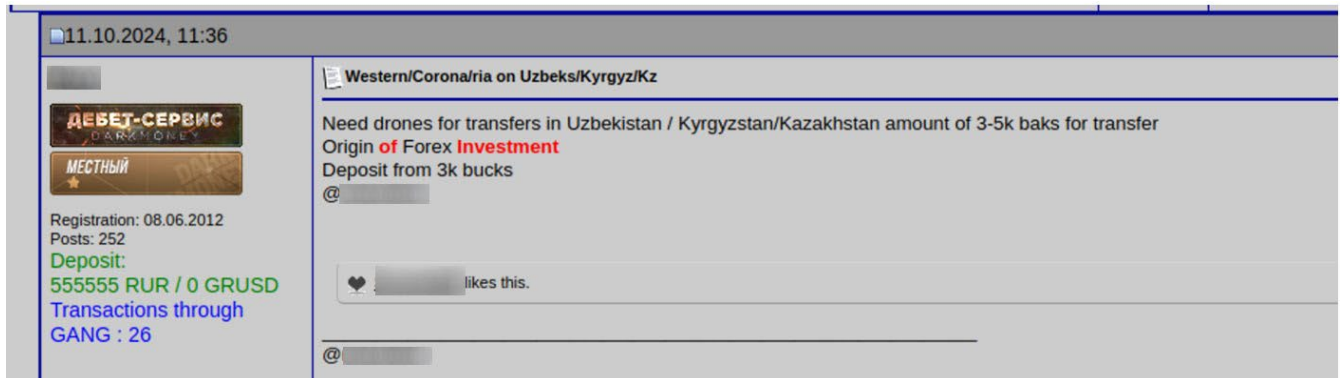 11.10.2024, 11:36
ДЕБЕТ-СЕРВИС
DARKMONEY
МЕСТНЫЙ
Registration: 08.06.2012
Posts: 252
Deposit:
555555 RUR / 0 GRUSD
Transactions through
GANG : 26
Western/Corona/ria on Uzbeks/Kyrgyz/Kz
Need drones for transfers in Uzbekistan / Kyrgyzstan/Kazakhstan amount of 3-5k baks for transfer
Origin of Forex Investment
Deposit from 3k bucks
@
likes this.
@